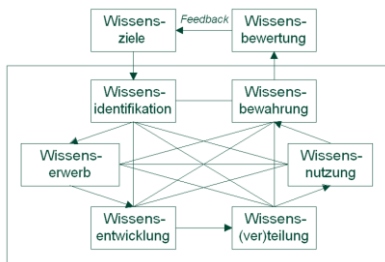 Wissens-
ziele
Feedback
Wissens-
bewertung
Wissens-
identifikation
Wissens-
bewahrung
Wissens-
erwerb
Wissens-
nutzung
Wissens-
entwicklung
Wissens-
(ver)teilung